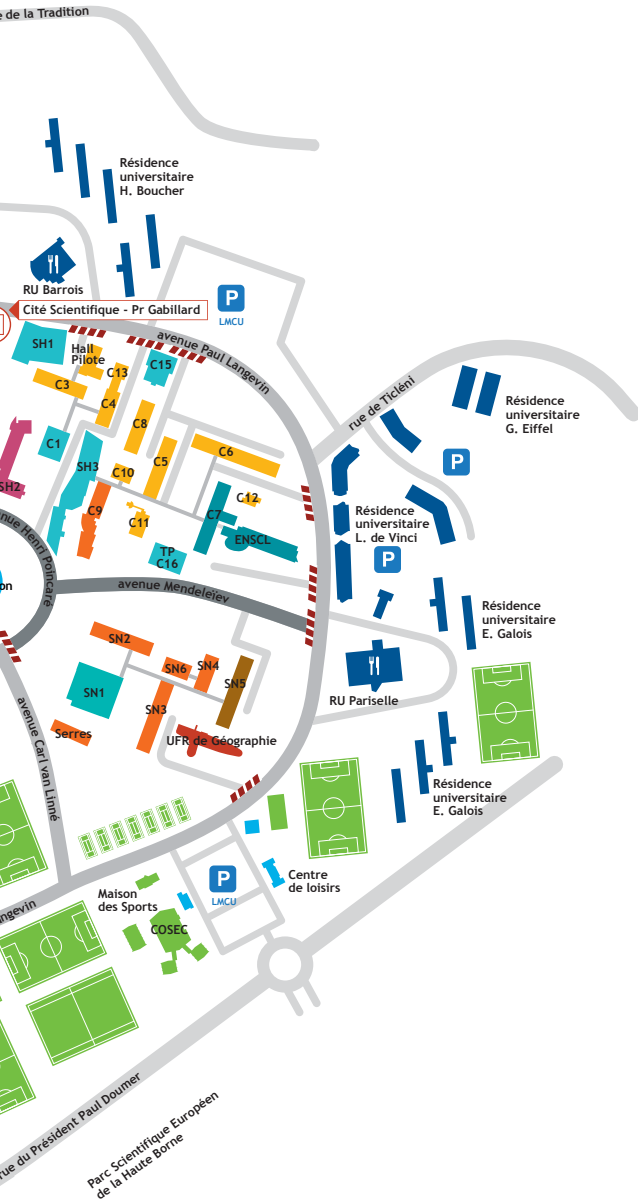 e de la Tradition
Résidence
universitaire
H. Boucher
RU Barrois
P
LMCU
Cité Scientifique - Pr Gabillard
avenue Paul Langevin
SH1
Hall
Pilote
C15
C13
C3
C4
rue de Ticléni
Résidence
universitaire
G. Eiffel
C8
C1
C6
P
C5
SH3
C10
SH2
C12
C9
C7
C11
Résidence
universitaire
L. de Vinci
ENSCL
nue Henri Poincaré
TP
C16
P
on
avenue Mendeleïev
Résidence
universitaire
E. Galois
SN2
SN6
SN4
SN5
SN1
RU Pariselle
SN3
Serres
UFR de Géographie
avenue Carl van Linné
Résidence
universitaire
E. Galois
P
LMCU
Centre
de loisirs
Maison
des Sports
angevin
COSEC
rue du Président Paul Doumer
Parc Scientifique Européen
de la Haute Borne